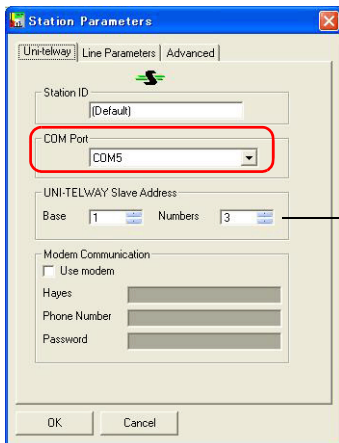 Station Parameters
Uni-telway Line Parameters Advanced
Station ID
(Default)
COM Port
COM5
UNI-TELWAY Slave Address
Base 1 Numbers 3
Modem Communication
Use modem
Hayes
Phone Number
Password
OK Cancel